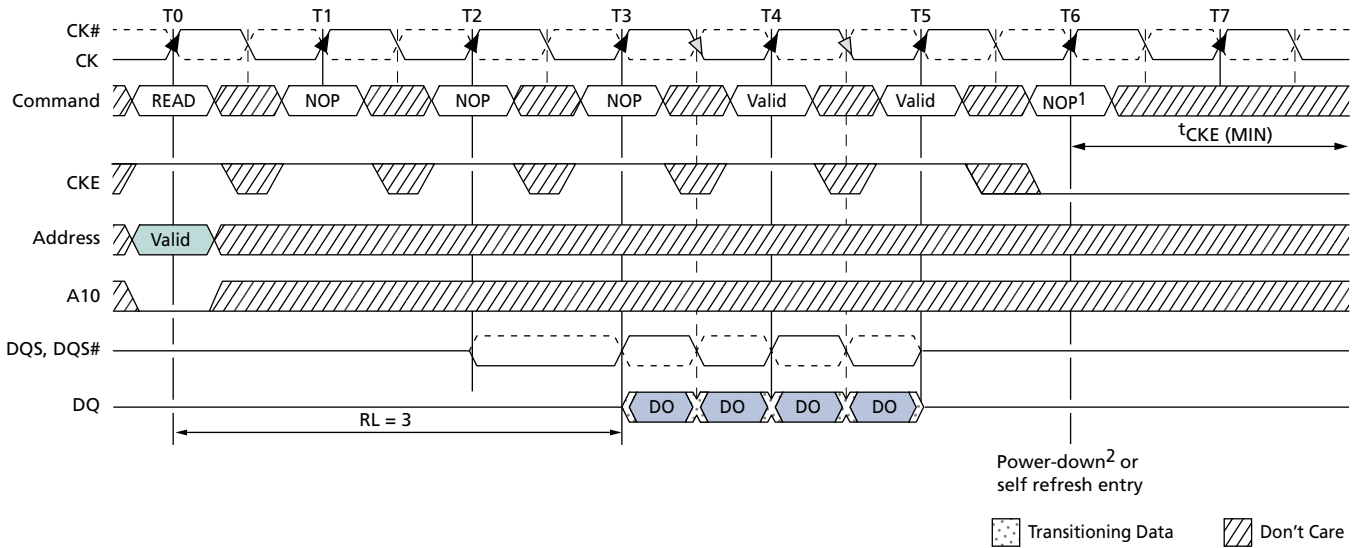 T0 T1 T2 T3 T4 T5 T6 T7
CK#
CK
Command READ NOP NOP NOP Valid Valid NOP1
tCKE (MIN)
CKE
Address Valid
A10
DQS, DQS#
DQ DO DO DO DO
RL = 3
Power-down2 or
self refresh entry
Transitioning Data Don't Care